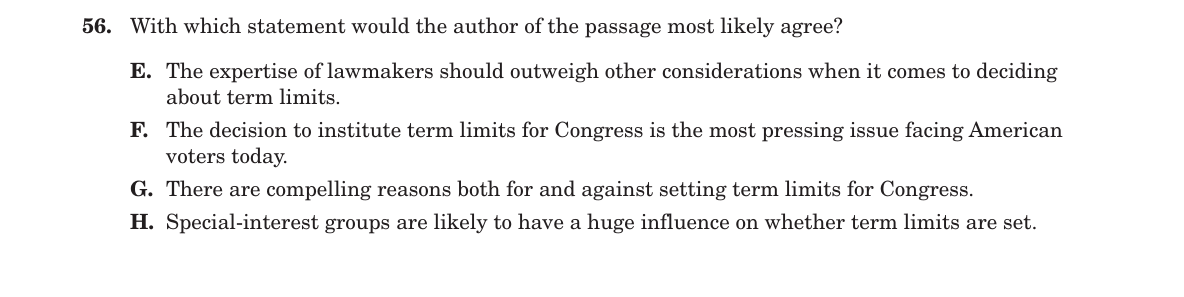 56. With which statement would the author of the passage most likely agree?
E. The expertise of lawmakers should outweigh other considerations when it comes to deciding
about term limits.
F. The decision to institute term limits for Congress is the most pressing issue facing American
voters today.
G. There are compelling reasons both for and against setting term limits for Congress.
H. Special-interest groups are likely to have a huge influence on whether term limits are set.